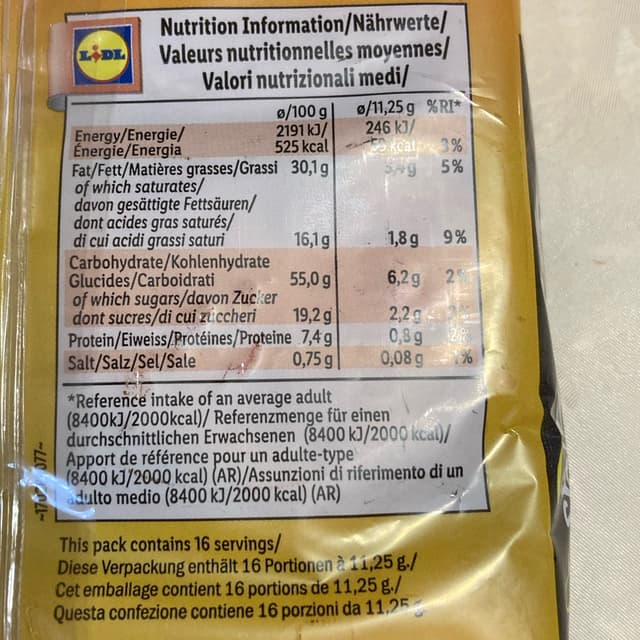 LIDL
Nutrition Information/Nährwerte/
Valeurs nutritionnelles moyennes/
Valori nutrizionali medi/
ø/100 g ø/11,25 g %RI*
Energy/Energie/ 2191 kJ/ 246 kJ/
Énergie/Energia 525 kcal 59 kcal 3%
Fat/Fett/Matières grasses/Grassi 30,1 g 3,4 g 5%
of which saturates/
davon gesättigte Fettsäuren/
dont acides gras saturés/
di cui acidi grassi saturi 16,1 g 1,8 g 9%
Carbohydrate/Kohlenhydrate
Glucides/Carboidrati 55,0 g 6,2 g 2%
of which sugars/davon Zucker
dont sucres/di cui zuccheri 19,2 g 2,2 g
Protein/Eiweiss/Protéines/Proteine 7,4 g 0,8 g 2%
Salt/Salz/Sel/Sale 0,75 g 0,08 g 1%
*Reference intake of an average adult
(8400kJ/2000kcal)/ Referenzmenge für einen
durchschnittlichen Erwachsenen (8400 kJ/2000 kcal)/
Apport de référence pour un adulte-type
(8400 kJ/2000 kcal) (AR)/Assunzioni di riferimento di un
adulto medio (8400 kJ/2000 kcal) (AR)
This pack contains 16 servings/
Diese Verpackung enthält 16 Portionen à 11,25 g./
Cet emballage contient 16 portions de 11,25 g./
Questa confezione contiene 16 porzioni da 11,25 g